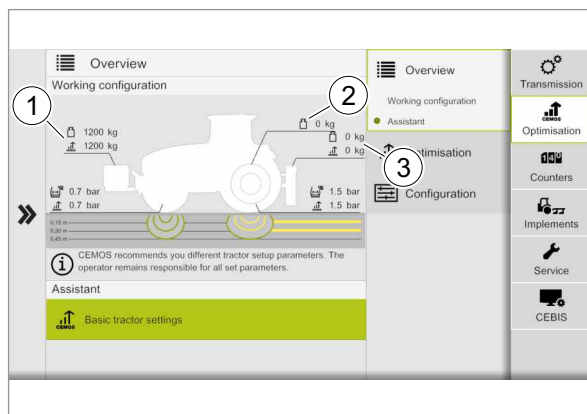 Overview
Working configuration
1
2
3
1200 kg
1200 kg
0 kg
0 kg
0 kg
0.7 bar
0.7 bar
1.5 bar
1.5 bar
0,15 m
0,30 m
0,45 m
CEMOS recommends you different tractor setup parameters. The
operator remains responsible for all set parameters.
Assistant
CEMOS
Basic tractor settings
Overview
Working configuration
Assistant
timisation
Configuration
Transmission
CEMOS
Optimisation
Counters
Implements
Service
CEBIS